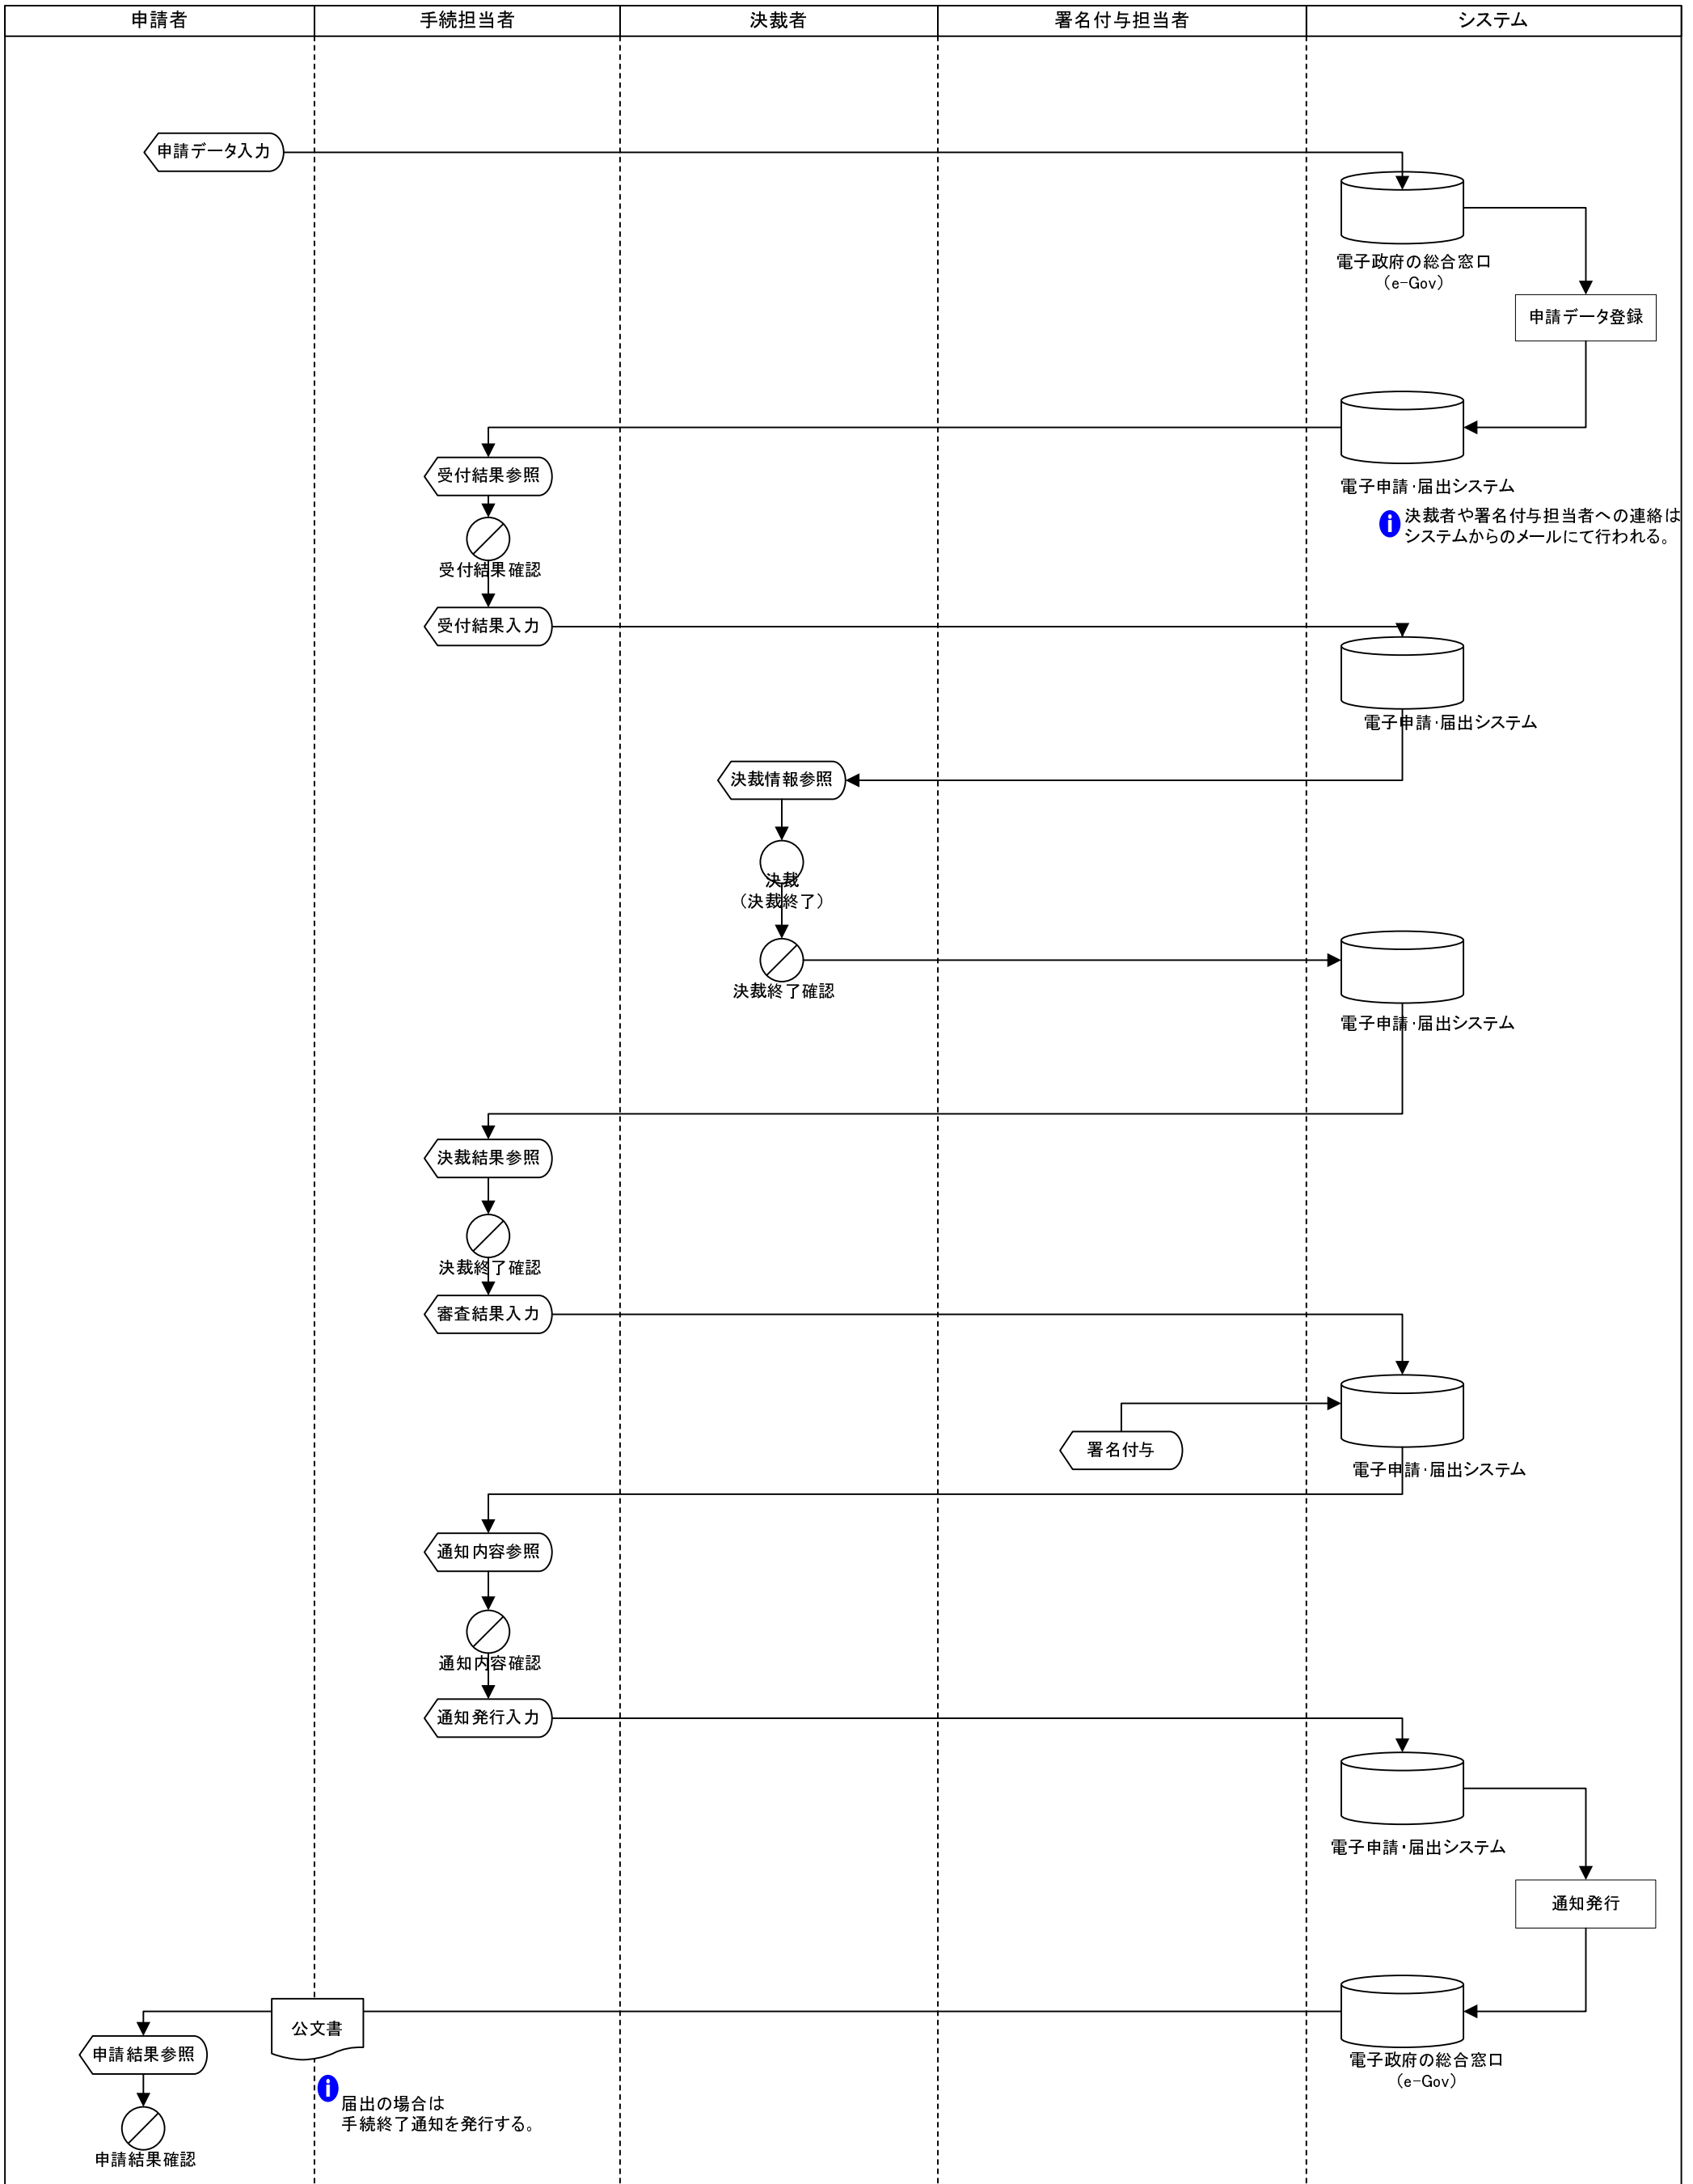 申請者
手続担当者
決裁者
署名付与担当者
システム
申請データ入力
電子政府の総合窓口
（e-Gov）
申請データ登録
受付結果参照
電子申請・届出システム
決裁者や署名付与担当者への連絡は
システムからのメールにて行われる。
受付結果確認
受付結果入力
電子申請・届出システム
決裁情報参照
決裁
（決裁終了）
決裁終了確認
電子申請・届出システム
決裁結果参照
決裁終了確認
審査結果入力
署名付与
電子申請・届出システム
通知内容参照
通知内容確認
通知発行入力
電子申請・届出システム
通知発行
公文書
申請結果参照
電子政府の総合窓口
（e-Gov）
届出の場合は
手続終了通知を発行する。
申請結果確認